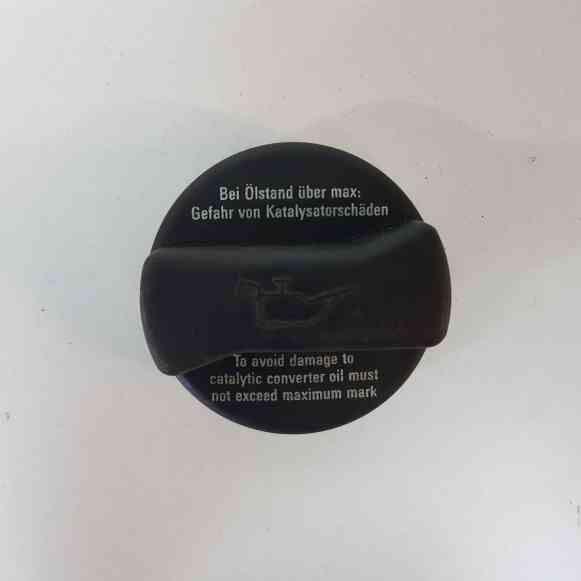 Bei Ölstand über max:
Gefahr von Katalysatorschäden
To avoid damage to
catalytic converter oil must
not exceed maximum mark